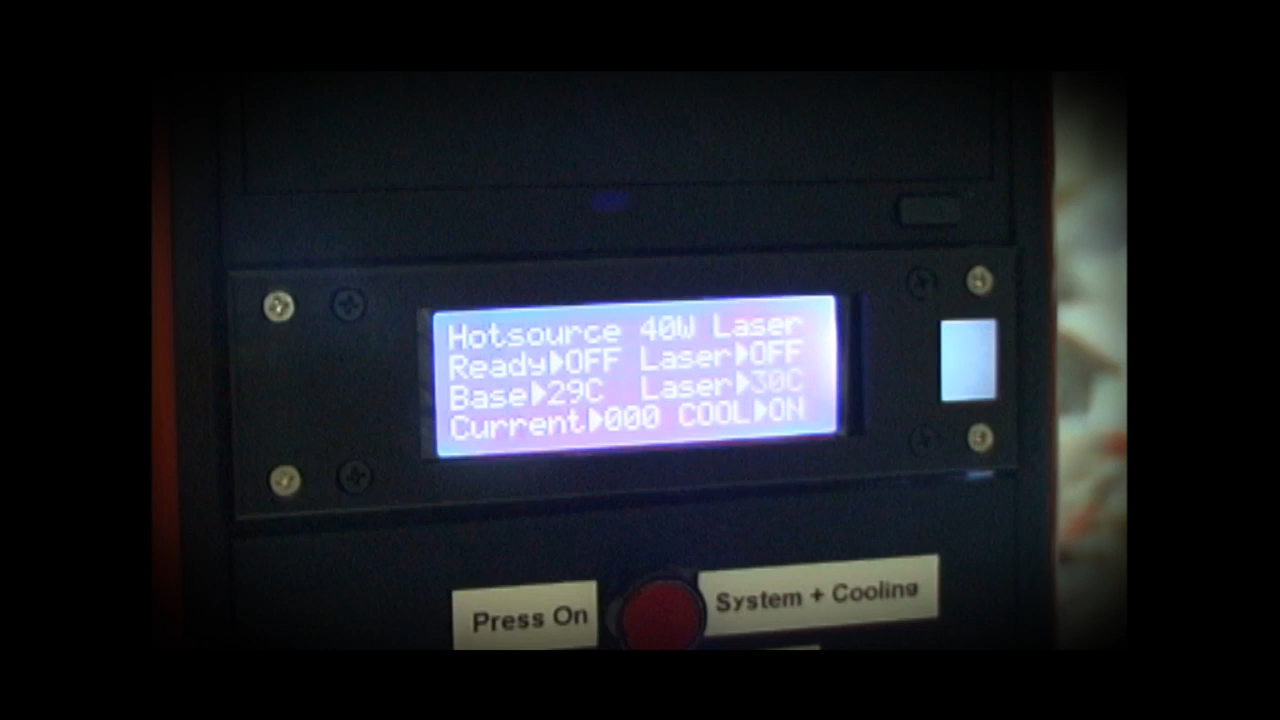 Hotsource 40W Laser
Ready▶OFF Laser▶OFF
Base▶29C Laser▶30C
Current▶000 COOL▶ON
Press On
System + Cooling